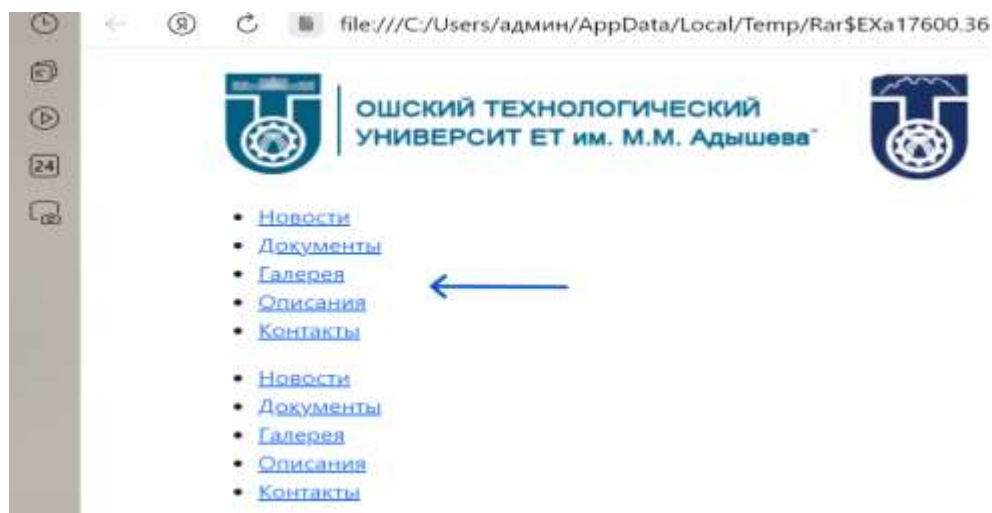 file:///C:/Users/админ/AppData/Local/Temp/Rar$EXa17600.36
24
ОШСКИЙ ТЕХНОЛОГИЧЕСКИЙ
УНИВЕРСИТ ЕТ им. М.М. Адышева"
Новости
Документы
Галерея
Описания
Контакты
Новости
Документы
Галерея
Описания
Контакты